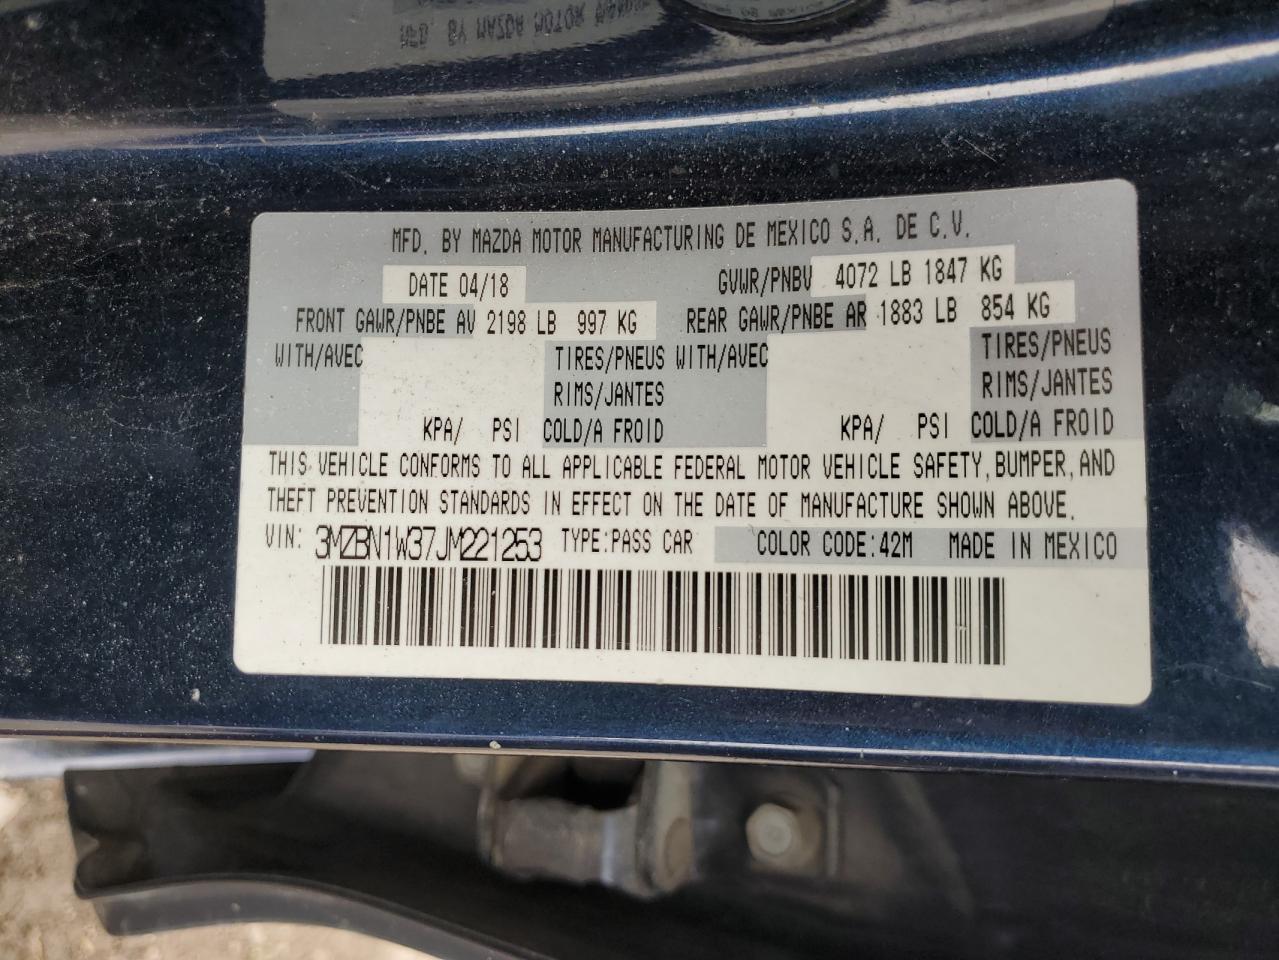 MFD. BY MAZDA MOTOR MANUFACTURING DE MEXICO S.A. DE C.V.
DATE 04/18 GVWR/PNBV 4072 LB 1847 KG
FRONT GAWR/PNBE AV 2198 LB 997 KG REAR GAWR/PNBE AR 1883 LB 854 KG
WITH/AVEC TIRES/PNEUS WITH/AVEC TIRES/PNEUS
RIMS/JANTES RIMS/JANTES
KPA/ PSI COLD/A FROID KPA/ PSI COLD/A FROID
THIS VEHICLE CONFORMS TO ALL APPLICABLE FEDERAL MOTOR VEHICLE SAFETY, BUMPER, AND
THEFT PREVENTION STANDARDS IN EFFECT ON THE DATE OF MANUFACTURE SHOWN ABOVE.
VIN: 3MZBN1W37JM221253 TYPE:PASS CAR COLOR CODE:42M MADE IN MEXICO